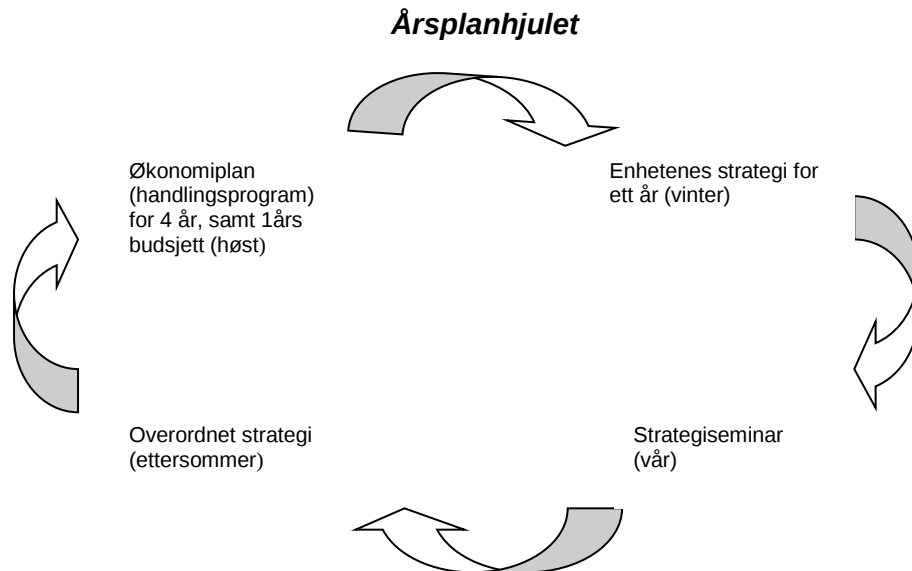 Årsplanhjulet
Økonomiplan
(handlingsprogram)
for 4 år, samt 1års
budsjett (høst)
Enhetenes strategi for
ett år (vinter)
Overordnet strategi
(ettersommer)
Strategiseminar
(vår)